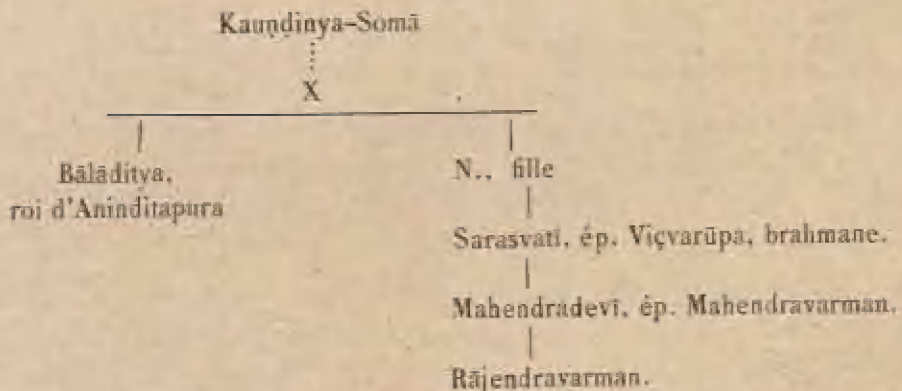 Kauṇḍinya-Somā
X
Bālāditya,
roi d'Aninditapura
N., fille
Sarasvatī, ép. Viçvarūpa, brahmane.
Mahendradevī, ép. Mahendravarman.
Rājendravarman.